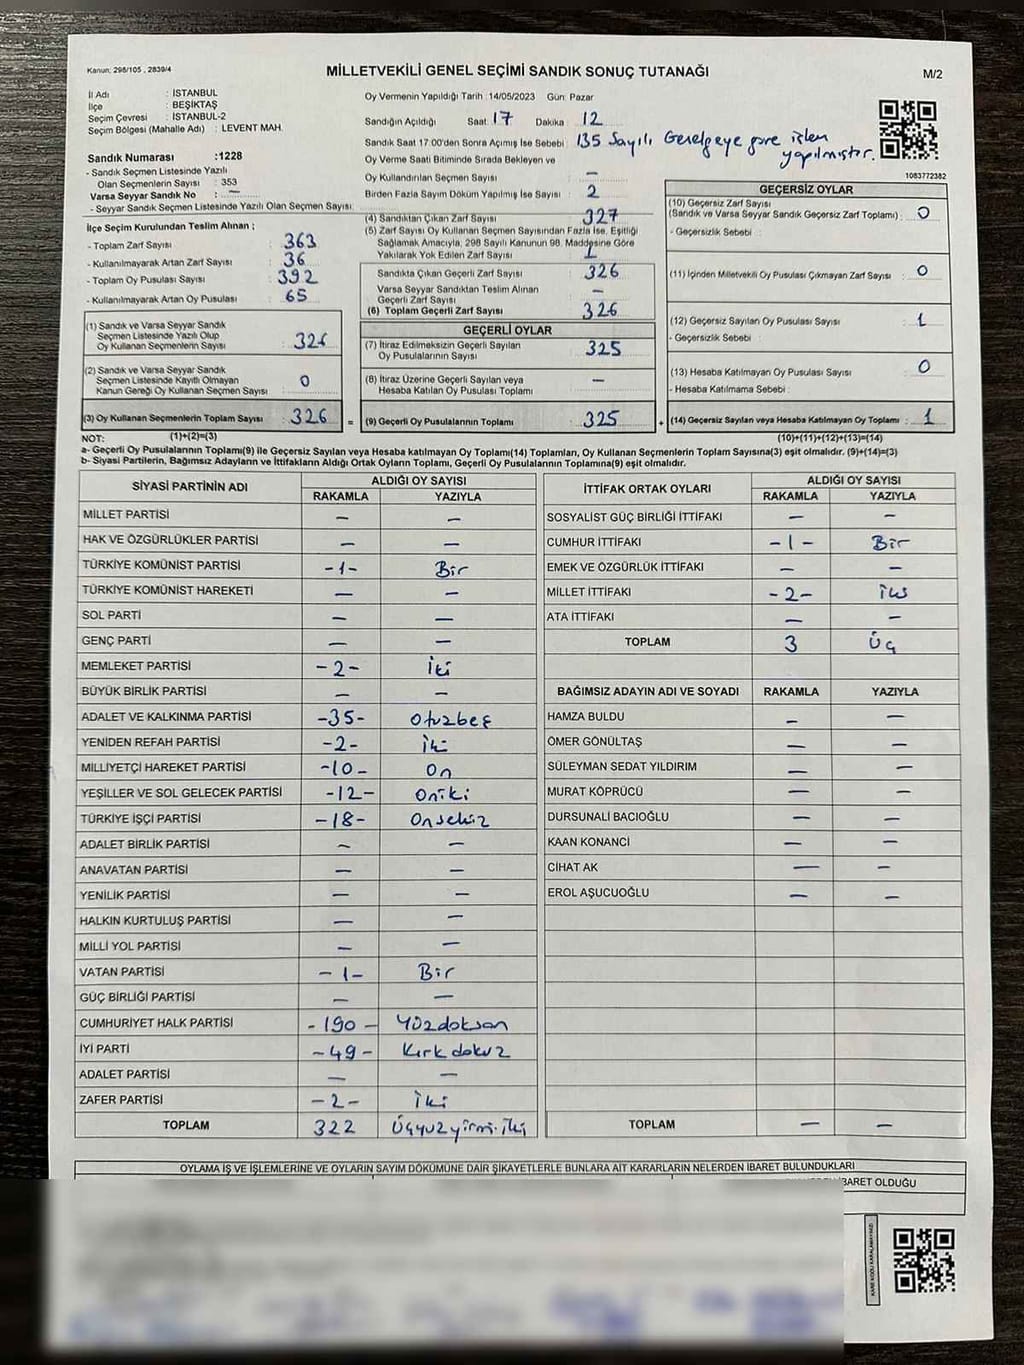 Kanun: 298/105 , 2839/4
MİLLETVEKİLİ GENEL SEÇİMİ SANDIK SONUÇ TUTANAĞI
M/2
İl Adı : İSTANBUL
İlçe : BEŞİKTAŞ
Seçim Çevresi : İSTANBUL-2
Seçim Bölgesi (Mahalle Adı) : LEVENT MAH.
Sandık Numarası :1228
- Sandık Seçmen Listesinde Yazılı
Olan Seçmenlerin Sayısı : 353
Varsa Seyyar Sandık No : —
- Seyyar Sandık Seçmen Listesinde Yazılı Olan Seçmen Sayısı:
Oy Vermenin Yapıldığı Tarih :14/05/2023 Gün: Pazar
Sandığın Açıldığı Saat: 17 Dakika : 12
Sandık Saat 17.00'den Sonra Açımış İse Sebebi : 135 Sayılı Genelgeye göre işlem
yapılmıştır.
Oy Verme Saati Bitiminde Sırada Bekleyen ve
Oy Kullandırılan Seçmen Sayısı : —
Birden Fazla Sayım Döküm Yapılmış İse Sayısı : 2
1083772382
İlçe Seçim Kurulundan Teslim Alınan ;
- Toplam Zarf Sayısı : 363
- Kullanılmayarak Artan Zarf Sayısı : 36
- Toplam Oy Pusulası Sayısı : 392
- Kullanılmayarak Artan Oy Pusulası : 65
(4) Sandıktan Çıkan Zarf Sayısı : 327
(5) Zarf Sayısı Oy Kullanan Seçmen Sayısından Fazla İse, Eşitliği
Sağlamak Amacıyla, 298 Sayılı Kanunun 98. Maddesine Göre
Yakılarak Yok Edilen Zarf Sayısı : 1
Sandıkta Çıkan Geçerli Zarf Sayısı : 326
Varsa Seyyar Sandıktan Teslim Alınan
Geçerli Zarf Sayısı : —
(6) Toplam Geçerli Zarf Sayısı : 326
GEÇERSİZ OYLAR
(10) Geçersiz Zarf Sayısı
(Sandık ve Varsa Seyyar Sandık Geçersiz Zarf Toplamı) : 0
- Geçersizlik Sebebi :
(11) İçinden Milletvekili Oy Pusulası Çıkmayan Zarf Sayısı : 0
(12) Geçersiz Sayılan Oy Pusulası Sayısı : 1
- Geçersizlik Sebebi :
(13) Hesaba Katılmayan Oy Pusulası Sayısı : 0
- Hesaba Katılmama Sebebi :
(14) Geçersiz Sayılan veya Hesaba Katılmayan Oy Toplamı : 1
(10)+(11)+(12)+(13)=(14)
(1) Sandık ve Varsa Seyyar Sandık
Seçmen Listesinde Yazılı Olup
Oy Kullanan Seçmenlerin Sayısı : 326
(2) Sandık ve Varsa Seyyar Sandık
Seçmen Listesinde Kayıtlı Olmayan
Kanun Gereği Oy Kullanan Seçmen Sayısı : 0
(3) Oy Kullanan Seçmenlerin Toplam Sayısı : 326 =
GEÇERLİ OYLAR
(7) İtiraz Edilmeksizin Geçerli Sayılan
Oy Pusulalarının Sayısı : 325
(8) İtiraz Üzerine Geçerli Sayılan veya
Hesaba Katılan Oy Pusulası Toplamı : —
(9) Geçerli Oy Pusulalarının Toplamı : 325 +
NOT: (1)+(2)=(3)
a- Geçerli Oy Pusulalarının Toplamı(9) ile Geçersiz Sayılan veya Hesaba katılmayan Oy Toplamı(14) Toplamları, Oy Kullanan Seçmenlerin Toplam Sayısına(3) eşit olmalıdır. (9)+(14)=(3)
b- Siyasi Partilerin, Bağımsız Adayların ve İttifakların Aldığı Ortak Oyların Toplamı, Geçerli Oy Pusulalarının Toplamına(9) eşit olmalıdır.
SİYASİ PARTİNİN ADI ALDIĞI OY SAYISI
RAKAMLA YAZIYLA
MİLLET PARTİSİ — —
HAK VE ÖZGÜRLÜKLER PARTİSİ — —
TÜRKİYE KOMÜNİST PARTİSİ -1- Bir
TÜRKİYE KOMÜNİST HAREKETİ — —
SOL PARTİ — —
GENÇ PARTİ — —
MEMLEKET PARTİSİ -2- İki
BÜYÜK BİRLİK PARTİSİ — —
ADALET VE KALKINMA PARTİSİ -35- Otuzbeş
YENİDEN REFAH PARTİSİ -2- İki
MİLLİYETÇİ HAREKET PARTİSİ -10- On
YEŞİLLER VE SOL GELECEK PARTİSİ -12- Oniki
TÜRKİYE İŞÇİ PARTİSİ -18- Onsekiz
ADALET BİRLİK PARTİSİ — —
ANAVATAN PARTİSİ — —
YENİLİK PARTİSİ — —
HALKIN KURTULUŞ PARTİSİ — —
MİLLİ YOL PARTİSİ — —
VATAN PARTİSİ -1- Bir
GÜÇ BİRLİĞİ PARTİSİ — —
CUMHURİYET HALK PARTİSİ -190- Yüzdoksan
İYİ PARTİ -49- Kırkdokuz
ADALET PARTİSİ — —
ZAFER PARTİSİ -2- İki
TOPLAM 322 Üçyüzyirmi iki
İTTİFAK ORTAK OYLARI ALDIĞI OY SAYISI
RAKAMLA YAZIYLA
SOSYALİST GÜÇ BİRLİĞİ İTTİFAKI — —
CUMHUR İTTİFAKI -1- Bir
EMEK VE ÖZGÜRLÜK İTTİFAKI — —
MİLLET İTTİFAKI -2- İki
ATA İTTİFAKI — —
TOPLAM 3 Üç
BAĞIMSIZ ADAYIN ADI VE SOYADI RAKAMLA YAZIYLA
HAMZA BULDU — —
ÖMER GÖNÜLTAŞ — —
SÜLEYMAN SEDAT YILDIRIM — —
MURAT KÖPRÜCÜ — —
DURSUNALİ BACIOĞLU — —
KAAN KONANCİ — —
CİHAT AK — —
EROL AŞUCUOĞLU — —
TOPLAM — —
OYLAMA İŞ VE İŞLEMLERİNE VE OYLARIN SAYIM DÖKÜMÜNE DAİR ŞİKAYETLERLE BUNLARA AİT KARARLARIN NELERDEN İBARET BULUNDUKLARI
İBARET OLDUĞU